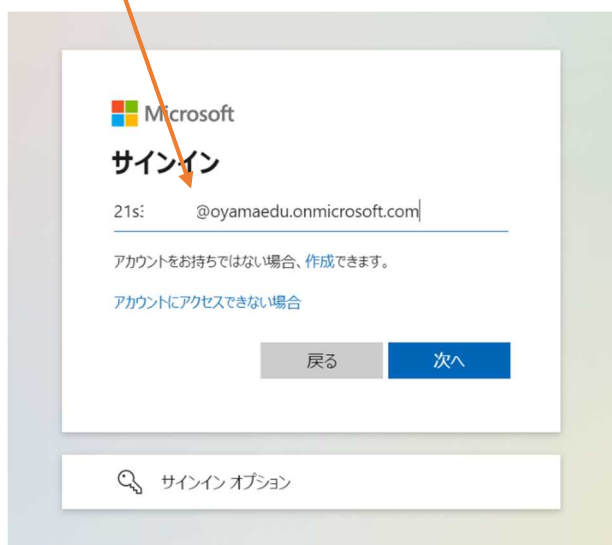 Microsoft
サインイン
21s @oyamaedu.onmicrosoft.com
アカウントをお持ちではない場合、作成できます。
アカウントにアクセスできない場合
戻る 次へ
サインイン オプション